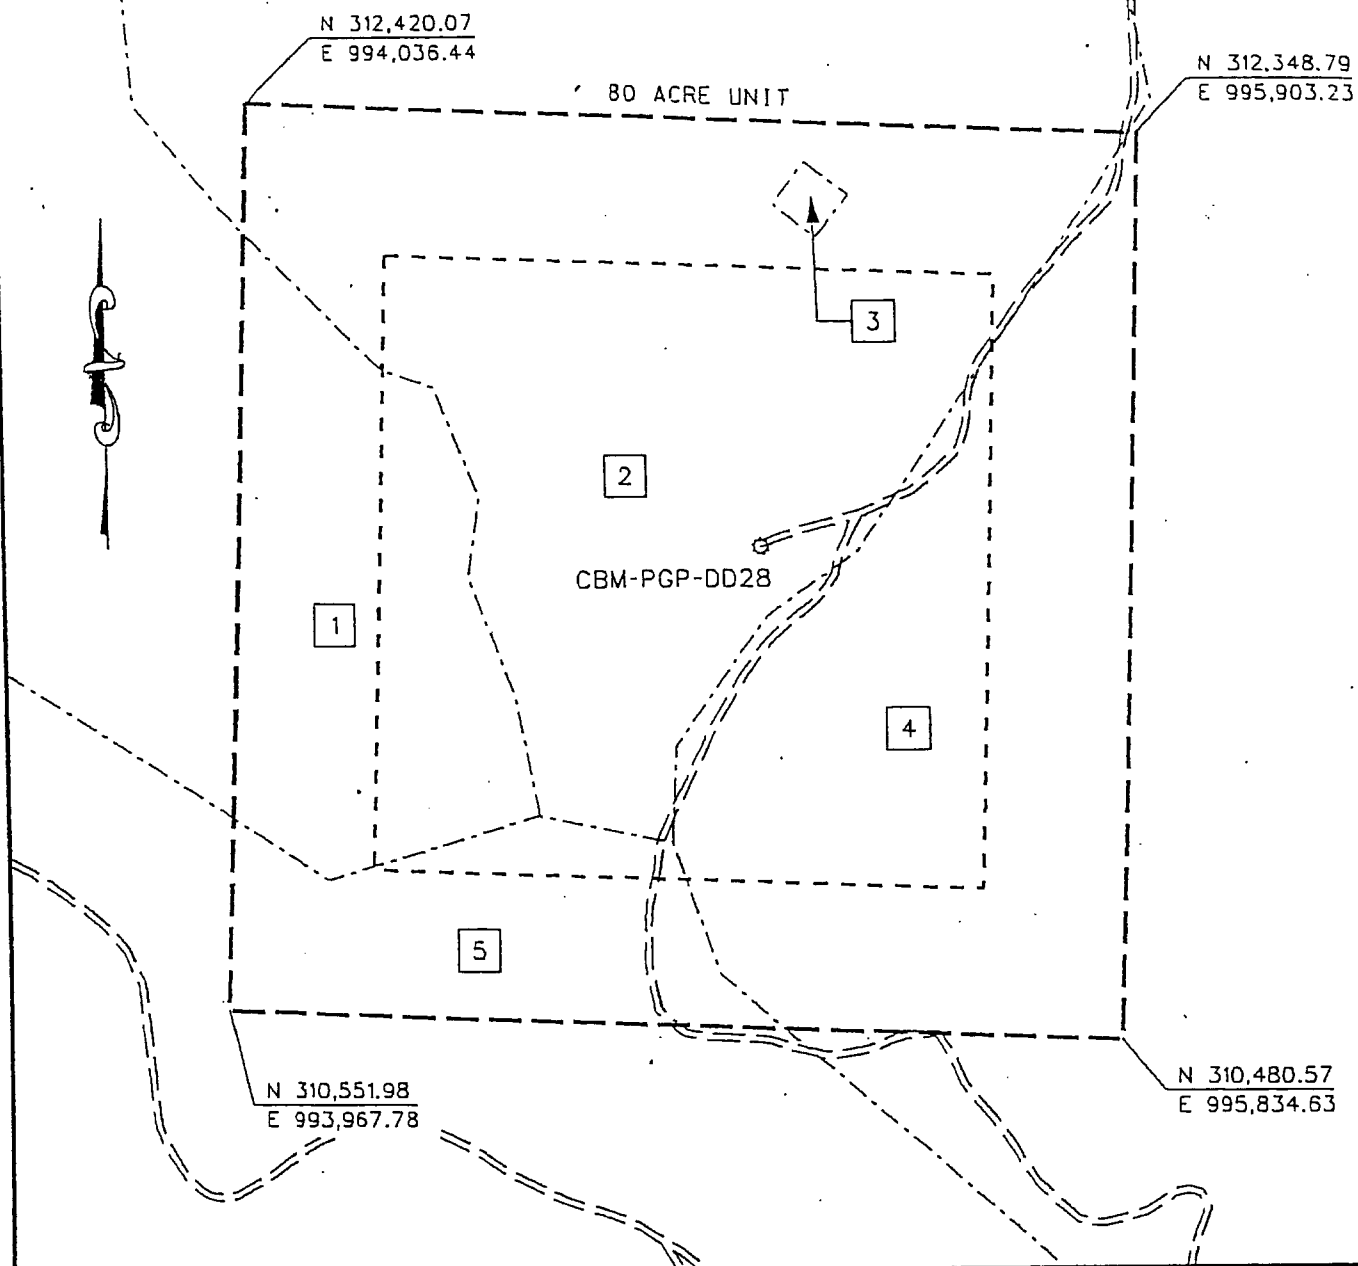 N 312,420.07
E 994,036.44
N 312,348.79
E 995,903.23
80 ACRE UNIT
3
2
CBM-PGP-DD28
1
4
5
N 310,551.98
E 993,967.78
N 310,480.57
E 995,834.63